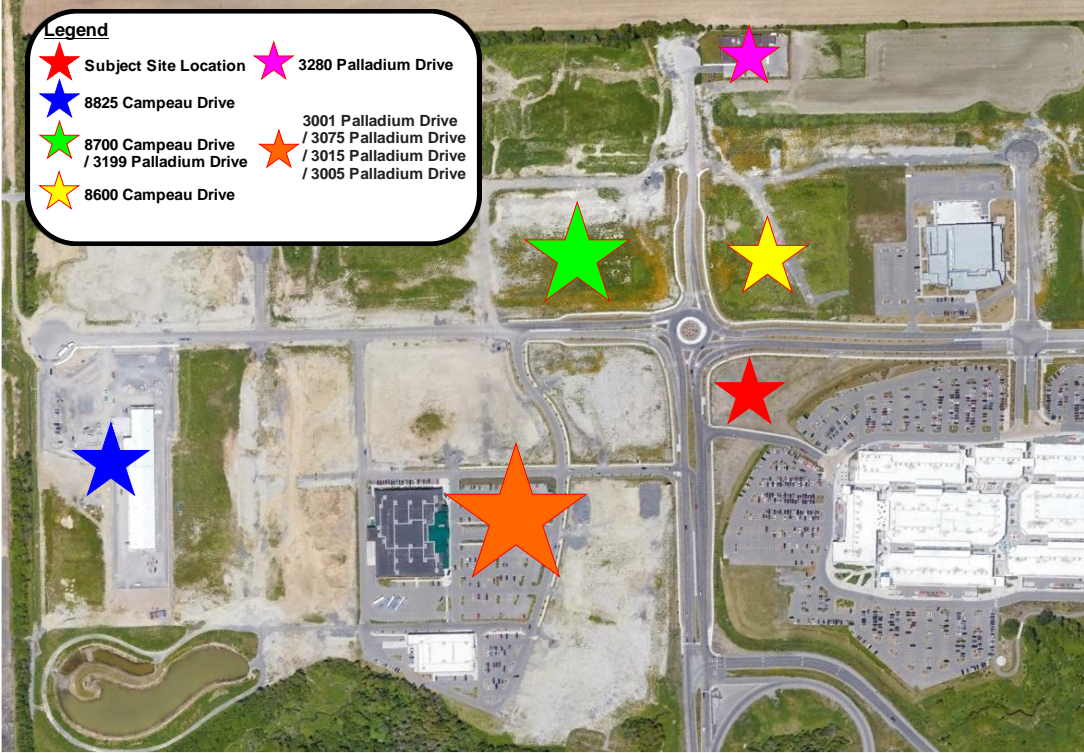 Legend
Subject Site Location
8825 Campeau Drive
8700 Campeau Drive
/ 3199 Palladium Drive
8600 Campeau Drive
3280 Palladium Drive
3001 Palladium Drive
/ 3075 Palladium Drive
/ 3015 Palladium Drive
/ 3005 Palladium Drive